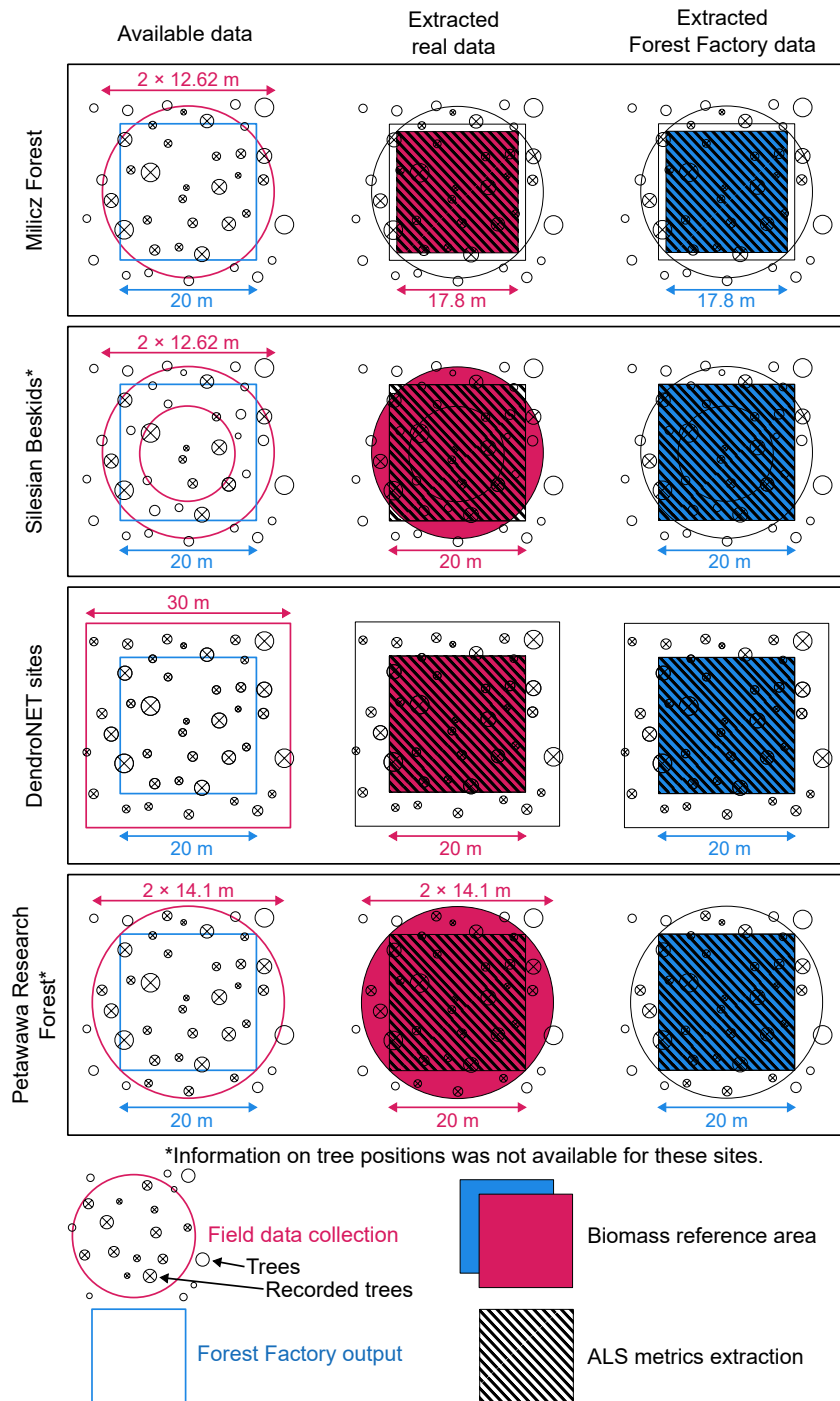 Available data
Extracted
real data
Extracted
Forest Factory data
Milicz Forest
2 × 12.62 m
20 m
17.8 m
17.8 m
Silesian Beskids*
2 × 12.62 m
20 m
20 m
20 m
DendroNET sites
30 m
20 m
20 m
20 m
Petawawa Research
Forest*
2 × 14.1 m
2 × 14.1 m
20 m
20 m
20 m
*Information on tree positions was not available for these sites.
Field data collection
Trees
Recorded trees
Biomass reference area
Forest Factory output
ALS metrics extraction